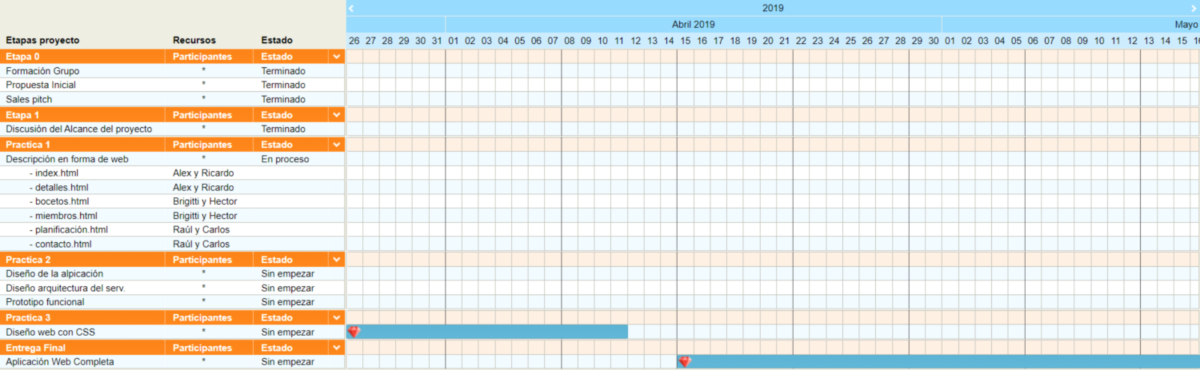 2019
Abril 2019 Mayo
Etapas proyecto Recursos Estado 26 27 28 29 30 31 01 02 03 04 05 06 07 08 09 10 11 12 13 14 15 16 17 18 19 20 21 22 23 24 25 26 27 28 29 30 01 02 03 04 05 06 07 08 09 10 11 12 13 14 15
Etapa 0 Participantes Estado
Formación Grupo * Terminado
Propuesta Inicial * Terminado
Sales pitch * Terminado
Etapa 1 Participantes Estado
Discusión del Alcance del proyecto * Terminado
Practica 1 Participantes Estado
Descripción en forma de web * En proceso
- index.html Alex y Ricardo
- detalles.html Alex y Ricardo
- bocetos.html Brigitti y Hector
- miembros.html Brigitti y Hector
- planificación.html Raúl y Carlos
- contacto.html Raúl y Carlos
Practica 2 Participantes Estado
Diseño de la alpicación * Sin empezar
Diseño arquitectura del serv. * Sin empezar
Prototipo funcional * Sin empezar
Practica 3 Participantes Estado
Diseño web con CSS * Sin empezar
Entrega Final Participantes Estado
Aplicación Web Completa * Sin empezar